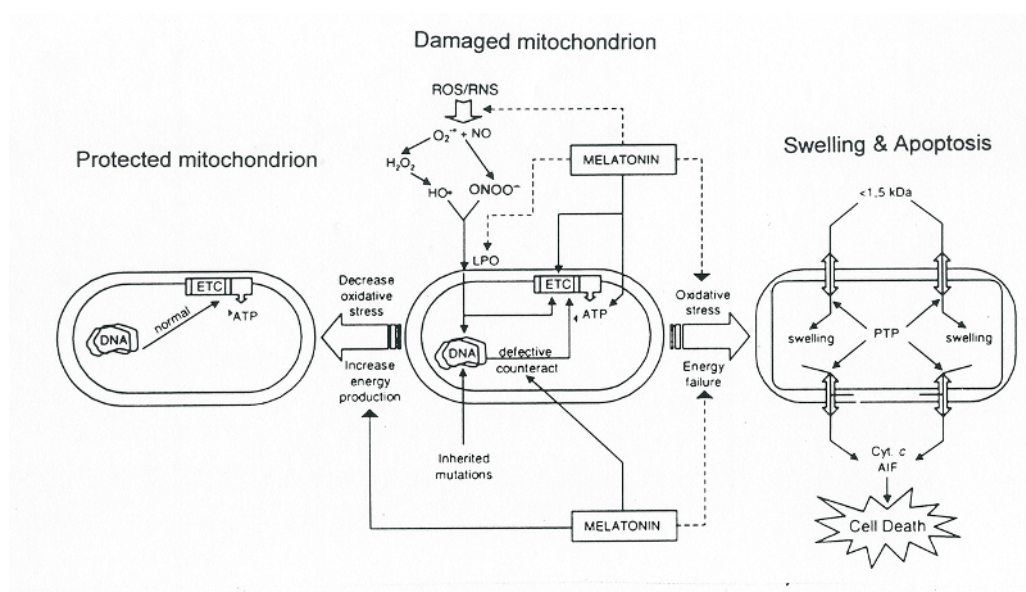 Damaged mitochondrion
ROS/RNS
O₂⁻• + NO
H₂O₂
HO•
ONOO⁻
MELATONIN
LPO
Protected mitochondrion
ETC
ATP
normal
DNA
Decrease
oxidative
stress
Increase
energy
production
ETC
ATP
DNA
defective
counteract
Inherited
mutations
MELATONIN
Oxidative
stress
Energy
failure
Swelling & Apoptosis
<1,5 kDa
swelling
PTP
swelling
Cyt. c
AIF
Cell Death